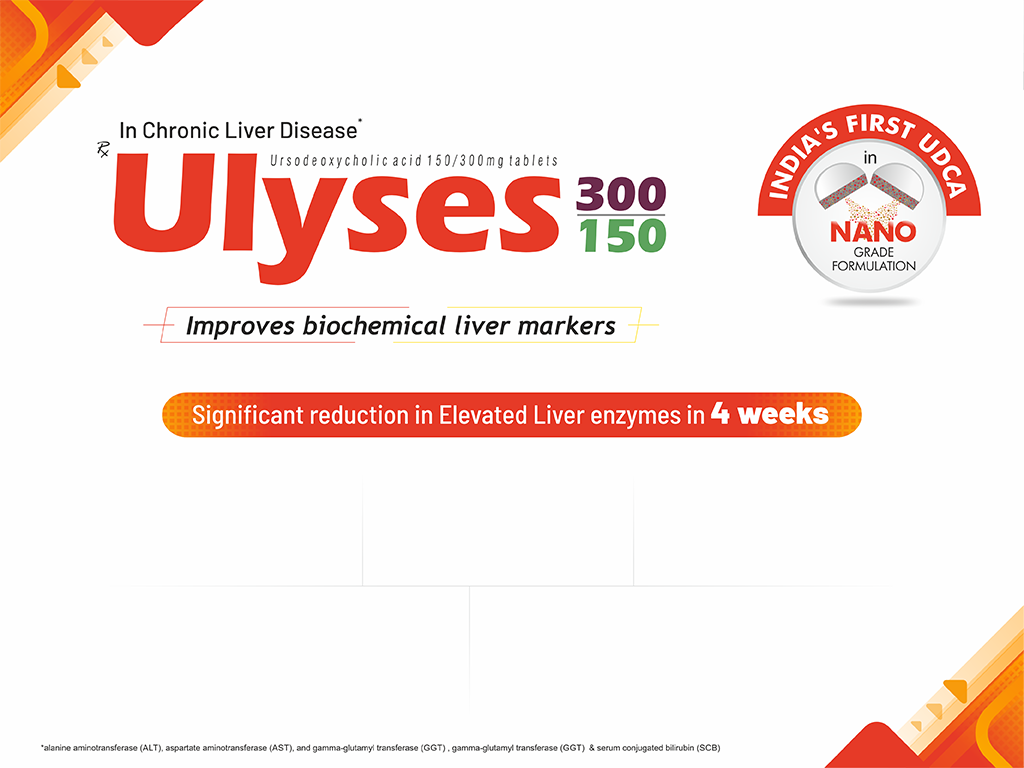 In Chronic Liver Disease*
Rx
Ursodeoxycholic acid 150/300mg tablets
Ulyses 300
150
INDIA'S FIRST UDCA
in
NANO
GRADE
FORMULATION
Improves biochemical liver markers
Significant reduction in Elevated Liver enzymes in 4 weeks
*alanine aminotransferase (ALT), aspartate aminotransferase (AST), and gamma-glutamyl transferase (GGT) , gamma-glutamyl transferase (GGT) & serum conjugated bilirubin (SCB)